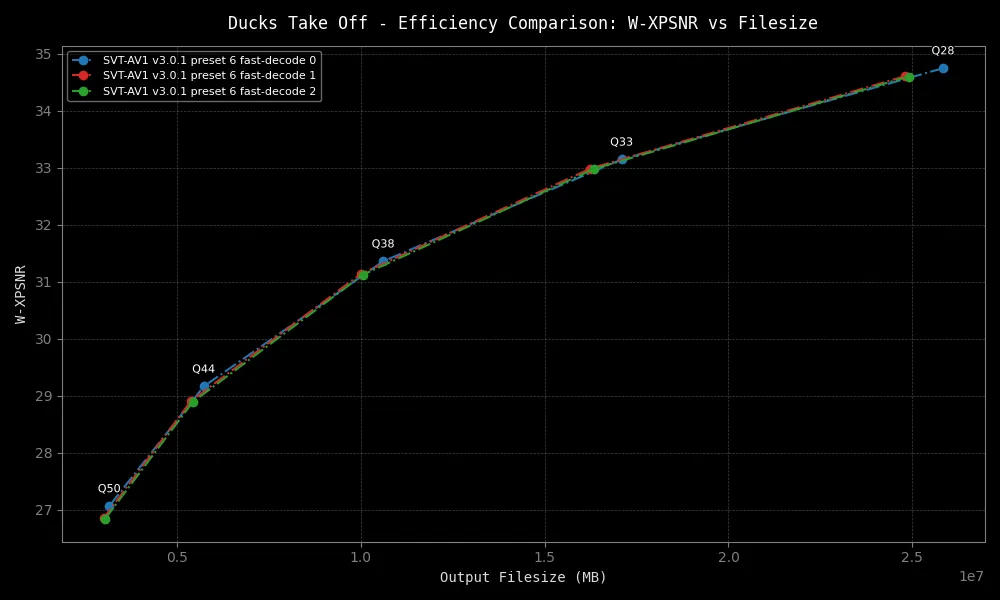 Ducks Take Off - Efficiency Comparison: W-XPSNR vs Filesize
SVT-AV1 v3.0.1 preset 6 fast-decode 0
SVT-AV1 v3.0.1 preset 6 fast-decode 1
SVT-AV1 v3.0.1 preset 6 fast-decode 2
W-XPSNR
35
34
33
32
31
30
29
28
27
Q28
Q33
Q38
Q44
Q50
0.5 1.0 1.5 2.0 2.5
1e7
Output Filesize (MB)